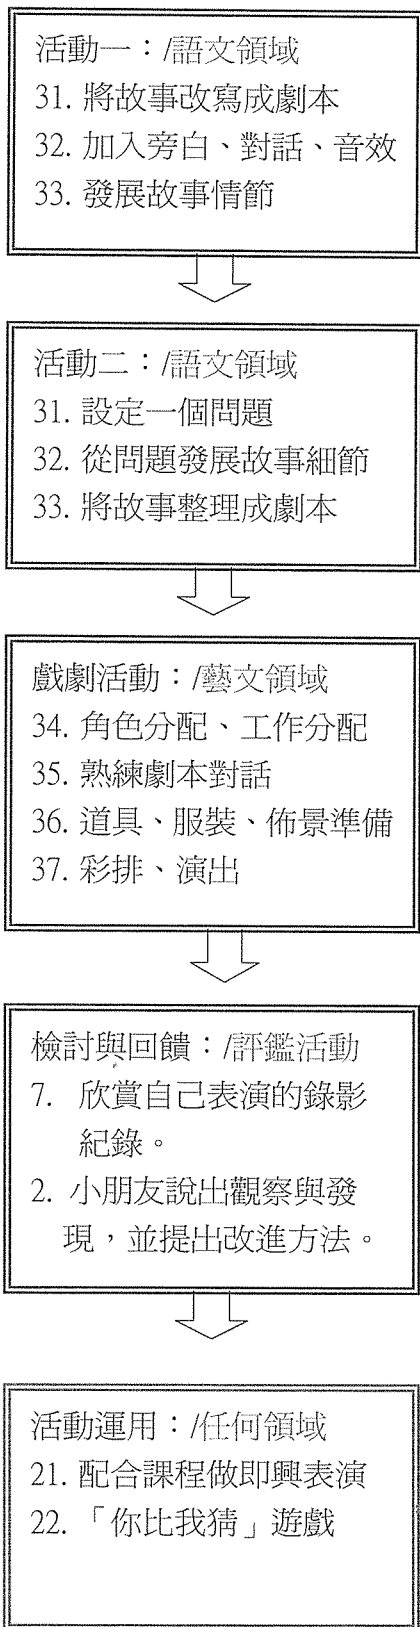 活動一：/語文領域
31. 將故事改寫成劇本
32. 加入旁白、對話、音效
33. 發展故事情節
活動二：/語文領域
31. 設定一個問題
32. 從問題發展故事細節
33. 將故事整理成劇本
戲劇活動：/藝文領域
34. 角色分配、工作分配
35. 熟練劇本對話
36. 道具、服裝、佈景準備
37. 彩排、演出
檢討與回饋：/評鑑活動
7. 欣賞自己表演的錄影
紀錄。
2. 小朋友說出觀察與發
現，並提出改進方法。
活動運用：/任何領域
21. 配合課程做即興表演
22. 「你比我猜」遊戲